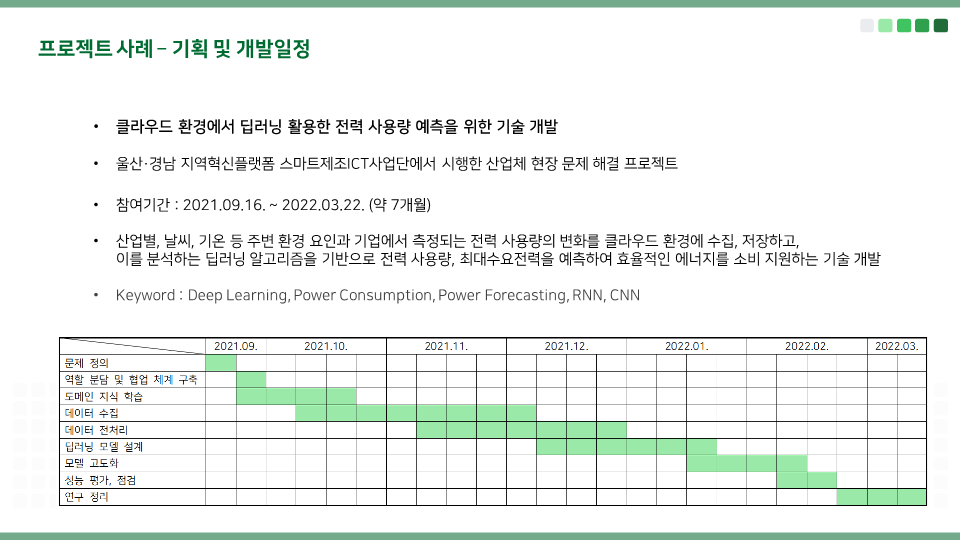 프로젝트 사례 – 기획 및 개발일정
• 클라우드 환경에서 딥러닝 활용한 전력 사용량 예측을 위한 기술 개발
• 울산·경남 지역혁신플랫폼 스마트제조ICT사업단에서 시행한 산업체 현장 문제 해결 프로젝트
• 참여기간 : 2021.09.16. ~ 2022.03.22. (약 7개월)
• 산업별, 날씨, 기온 등 주변 환경 요인과 기업에서 측정되는 전력 사용량의 변화를 클라우드 환경에 수집, 저장하고,
이를 분석하는 딥러닝 알고리즘을 기반으로 전력 사용량, 최대수요전력을 예측하여 효율적인 에너지를 소비 지원하는 기술 개발
• Keyword : Deep Learning, Power Consumption, Power Forecasting, RNN, CNN
2021.09. 2021.10. 2021.11. 2021.12. 2022.01. 2022.02. 2022.03.
문제 정의
역할 분담 및 협업 체계 구축
도메인 지식 학습
데이터 수집
데이터 전처리
딥러닝 모델 설계
모델 고도화
성능 평가, 점검
연구 정리